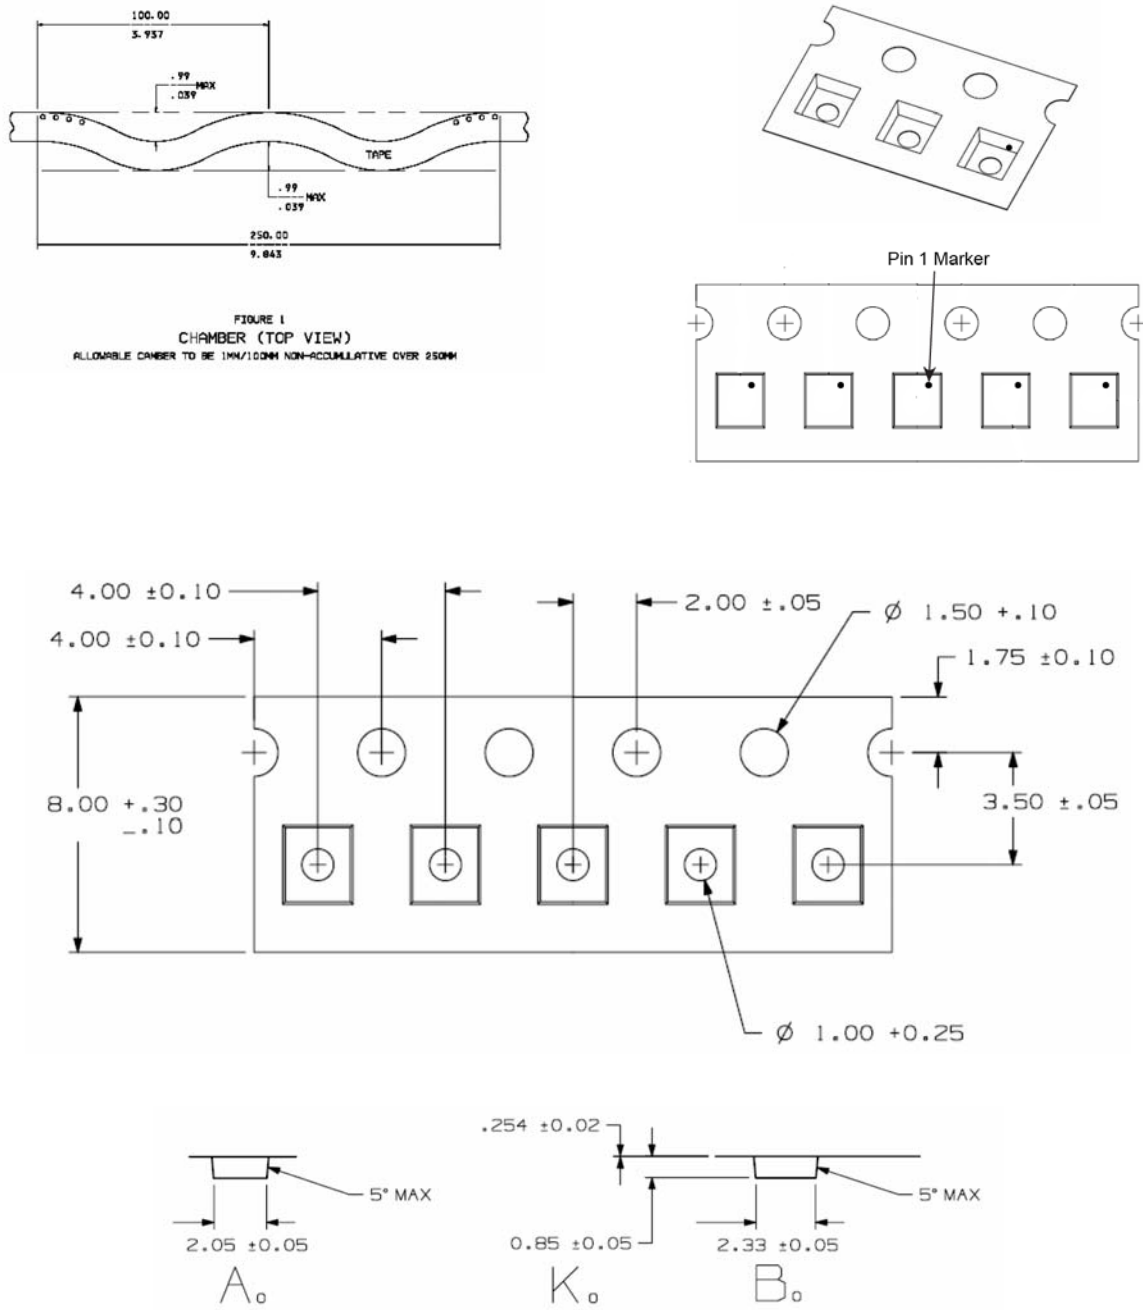 100.00
3.937
.99
.039
MAX
TAPE
.99
.039
MAX
250.00
9.843
FIGURE 1
CHAMBER (TOP VIEW)
ALLOWABLE CAMBER TO BE 1MM/100MM NON-ACCUMULATIVE OVER 250MM
Pin 1 Marker
4.00 ±0.10
2.00 ±.05
Ø 1.50 +.10
4.00 ±0.10
1.75 ±0.10
8.00 +.30
-.10
3.50 ±.05
Ø 1.00 +0.25
.254 ±0.02
5° MAX
5° MAX
2.05 ±0.05
0.85 ±0.05
2.33 ±0.05
A₀
K₀
B₀